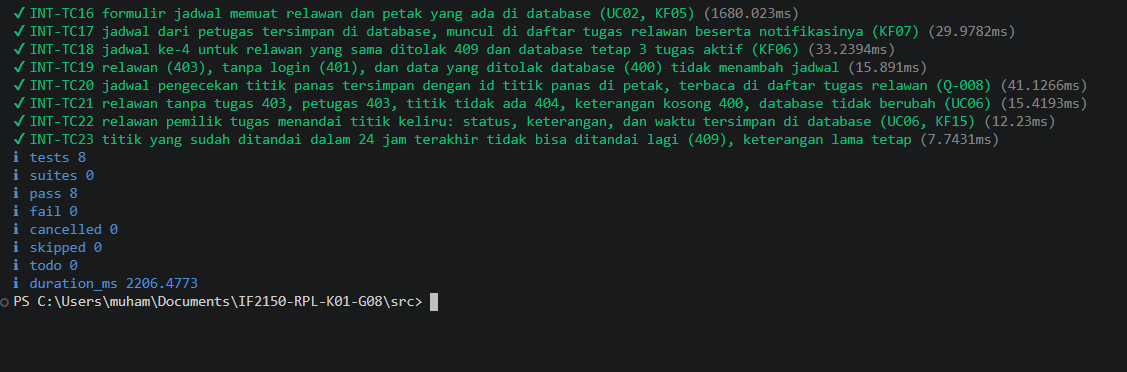 ✔ INT-TC16 formulir jadwal memuat relawan dan petak yang ada di database (UC02, KF05) (1680.023ms)
✔ INT-TC17 jadwal dari petugas tersimpan di database, muncul di daftar tugas relawan beserta notifikasinya (KF07) (29.9782ms)
✔ INT-TC18 jadwal ke-4 untuk relawan yang sama ditolak 409 dan database tetap 3 tugas aktif (KF06) (33.2394ms)
✔ INT-TC19 relawan (403), tanpa login (401), dan data yang ditolak database (400) tidak menambah jadwal (15.891ms)
✔ INT-TC20 jadwal pengecekan titik panas tersimpan dengan id titik panas di petak, terbaca di daftar tugas relawan (Q-008) (41.1266ms)
✔ INT-TC21 relawan tanpa tugas 403, petugas 403, titik tidak ada 404, keterangan kosong 400, database tidak berubah (UC06) (15.4193ms)
✔ INT-TC22 relawan pemilik tugas menandai titik keliru: status, keterangan, dan waktu tersimpan di database (UC06, KF15) (12.23ms)
✔ INT-TC23 titik yang sudah ditandai dalam 24 jam terakhir tidak bisa ditandai lagi (409), keterangan lama tetap (7.7431ms)
ℹ tests 8
ℹ suites 0
ℹ pass 8
ℹ fail 0
ℹ cancelled 0
ℹ skipped 0
ℹ todo 0
ℹ duration_ms 2206.4773
PS C:\Users\muham\Documents\IF2150-RPL-K01-G08\src>